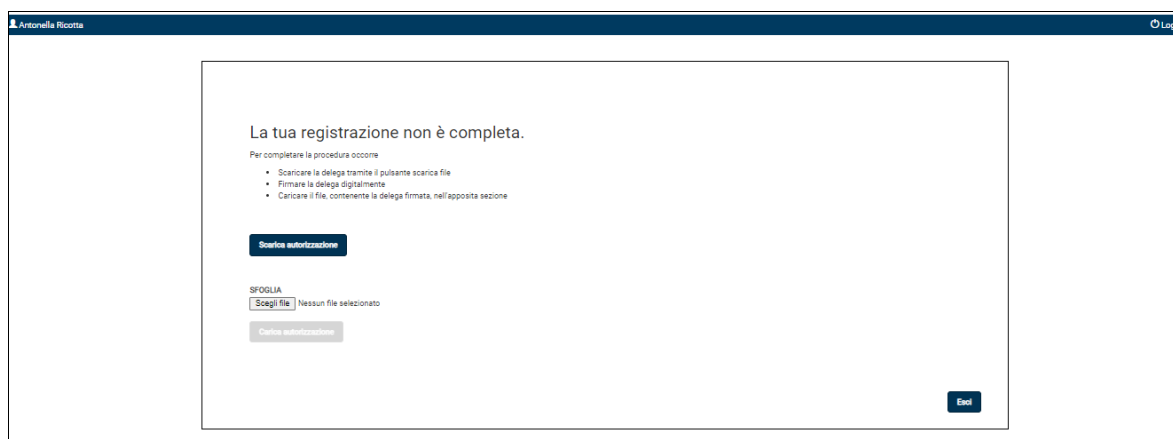 Antonella Ricotta
Log
La tua registrazione non è completa.
Per completare la procedura occorre
Scaricare la delega tramite il pulsante scarica file
Firmare la delega digitalmente
Caricare il file, contenente la delega firmata, nell'apposita sezione
Scarica autorizzazione
SFOGLIA
Scegli file Nessun file selezionato
Carica autorizzazione
Esci